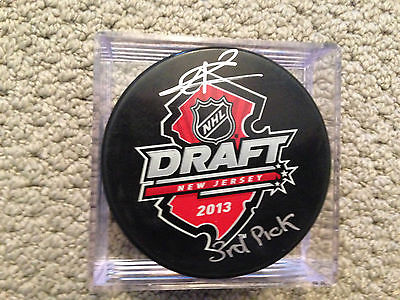 NHL
DRAFT
NEW JERSEY
2013
3rd Pick